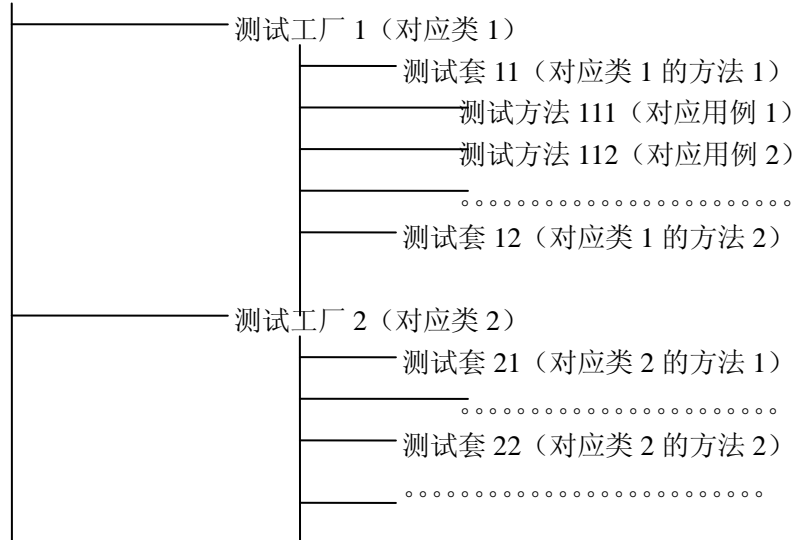 测试工厂 1（对应类 1）
测试套 11（对应类 1 的方法 1）
测试方法 111（对应用例 1）
测试方法 112（对应用例 2）
。。。。。。。。。。。。。。。。。。。。。。。。
测试套 12（对应类 1 的方法 2）
测试工厂 2（对应类 2）
测试套 21（对应类 2 的方法 1）
。。。。。。。。。。。。。。。。。。。。。。。
测试套 22（对应类 2 的方法 2）
。。。。。。。。。。。。。。。。。。。。。。。。。。